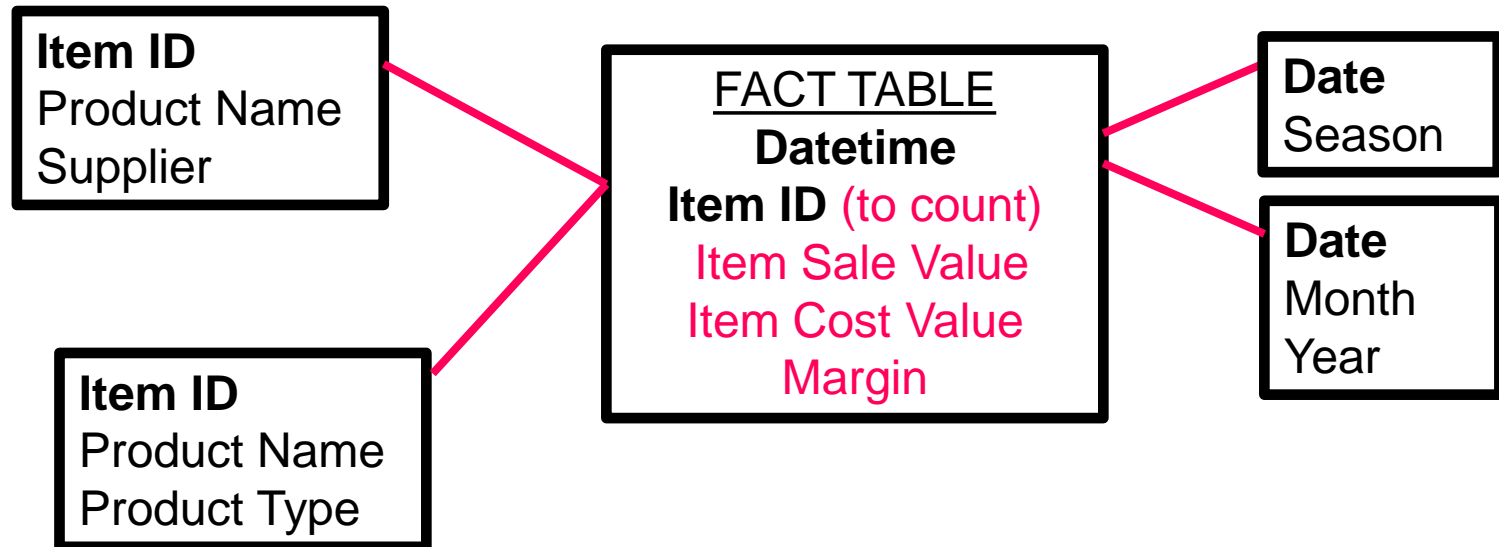 Item ID
Product Name
Supplier
Item ID
Product Name
Product Type
FACT TABLE
Datetime
Item ID (to count)
Item Sale Value
Item Cost Value
Margin
Date
Season
Date
Month
Year